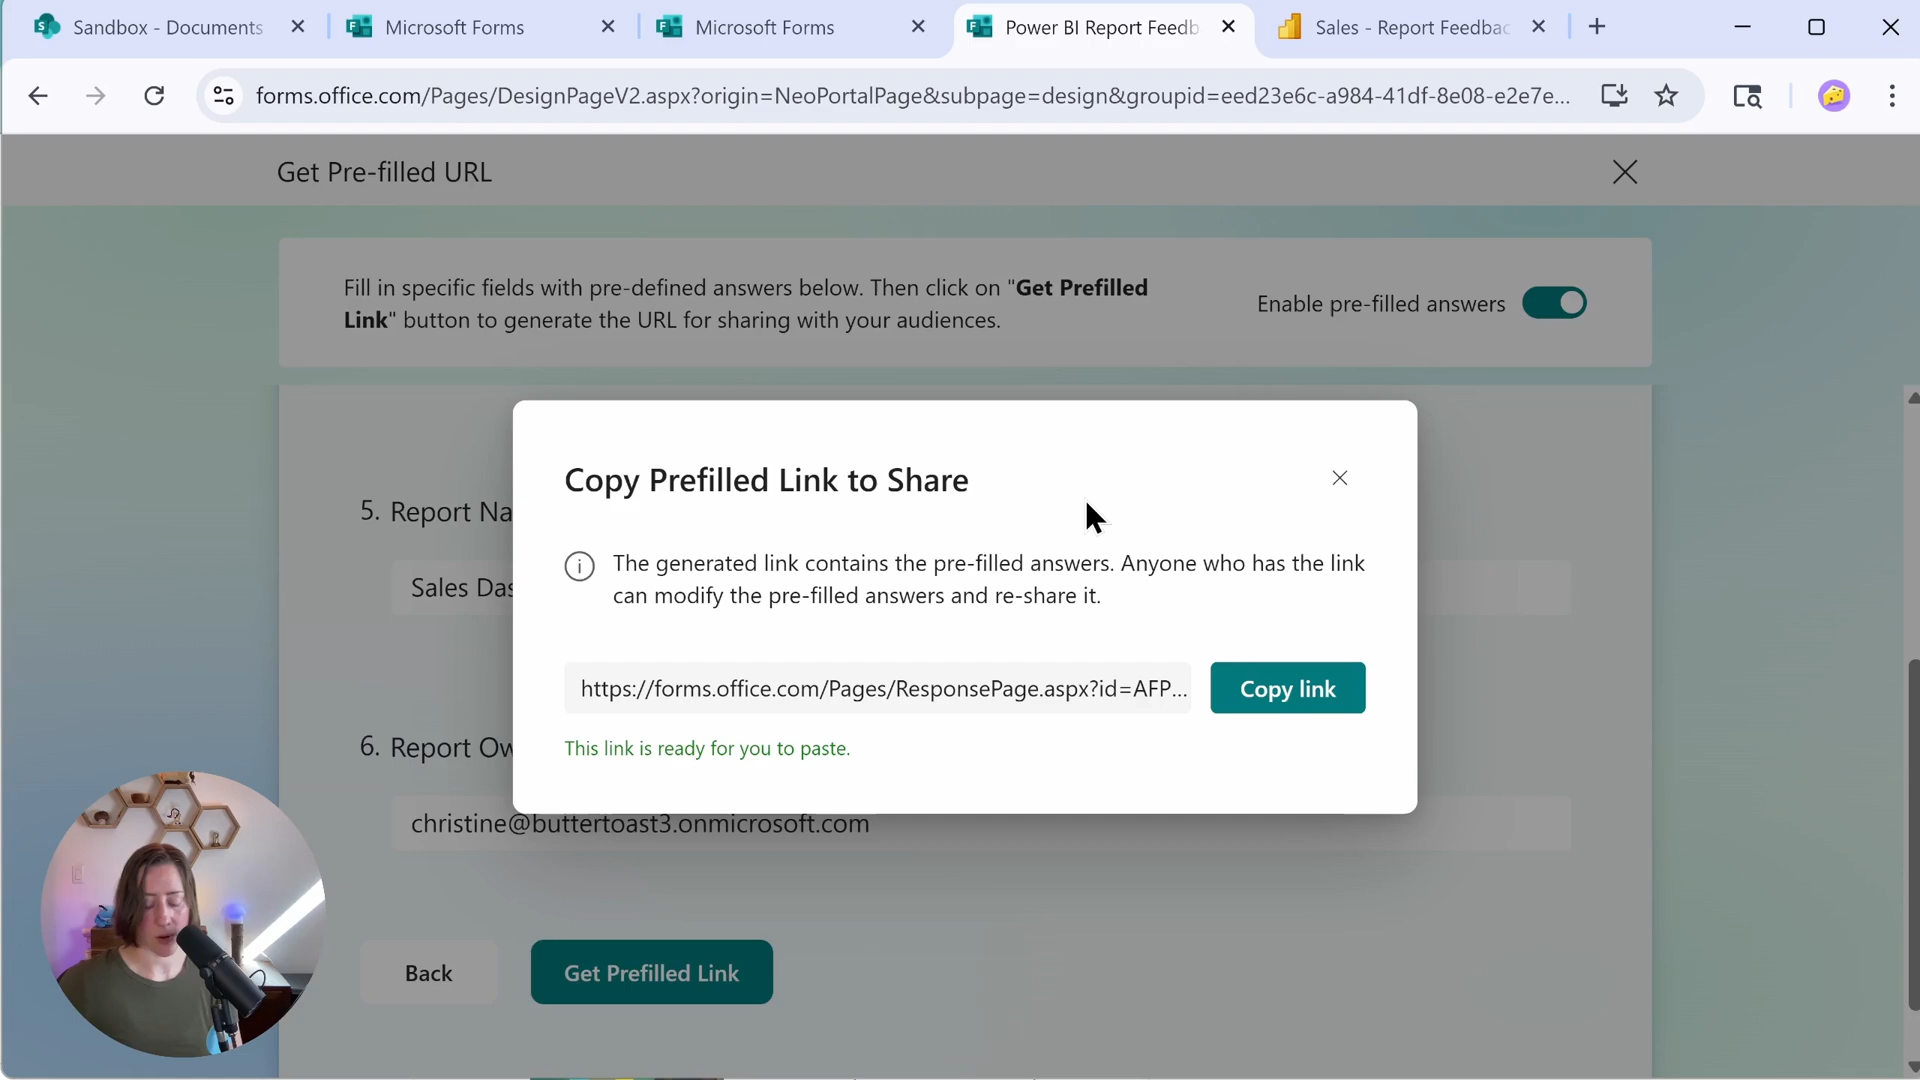 Sandbox - Documents
Microsoft Forms
Microsoft Forms
Power BI Report Feedb
Sales - Report Feedbac
forms.office.com/Pages/DesignPageV2.aspx?origin=NeoPortalPage&subpage=design&groupid=eed23e6c-a984-41df-8e08-e2e7e...
Get Pre-filled URL
Fill in specific fields with pre-defined answers below. Then click on "Get Prefilled
Link" button to generate the URL for sharing with your audiences.
Enable pre-filled answers
Copy Prefilled Link to Share
The generated link contains the pre-filled answers. Anyone who has the link
can modify the pre-filled answers and re-share it.
https://forms.office.com/Pages/ResponsePage.aspx?id=AFP...
Copy link
This link is ready for you to paste.
5. Report Na
Sales Das
6. Report Ow
christine@buttertoast3.onmicrosoft.com
Back
Get Prefilled Link